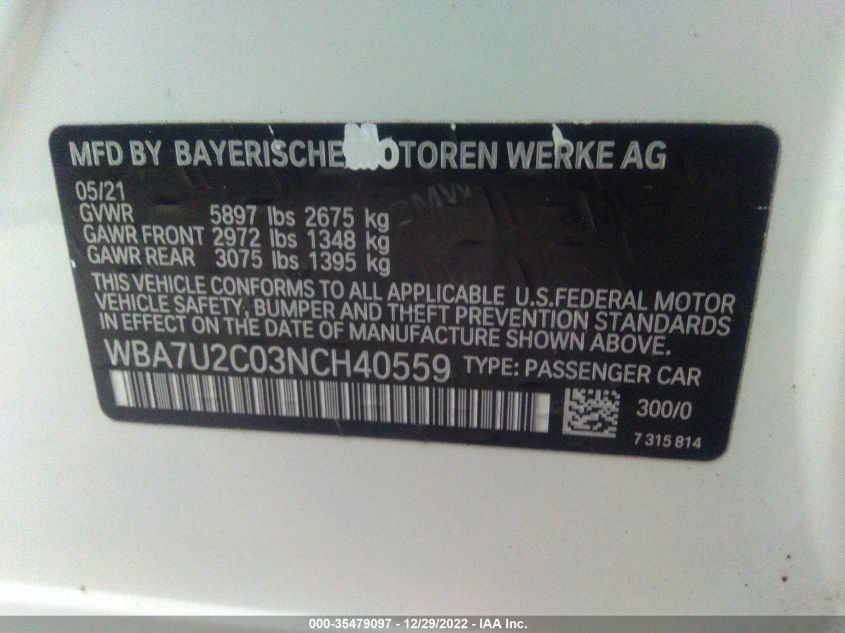 MFD BY BAYERISCHE MOTOREN WERKE AG
05/21
GVWR 5897 lbs 2675 kg
GAWR FRONT 2972 lbs 1348 kg
GAWR REAR 3075 lbs 1395 kg
BMW
THIS VEHICLE CONFORMS TO ALL APPLICABLE U.S.FEDERAL MOTOR
VEHICLE SAFETY, BUMPER AND THEFT PREVENTION STANDARDS
IN EFFECT ON THE DATE OF MANUFACTURE SHOWN ABOVE.
WBA7U2C03NCH40559 TYPE: PASSENGER CAR
300/0
7 315 814
000-35479097 - 12/29/2022 - IAA Inc.